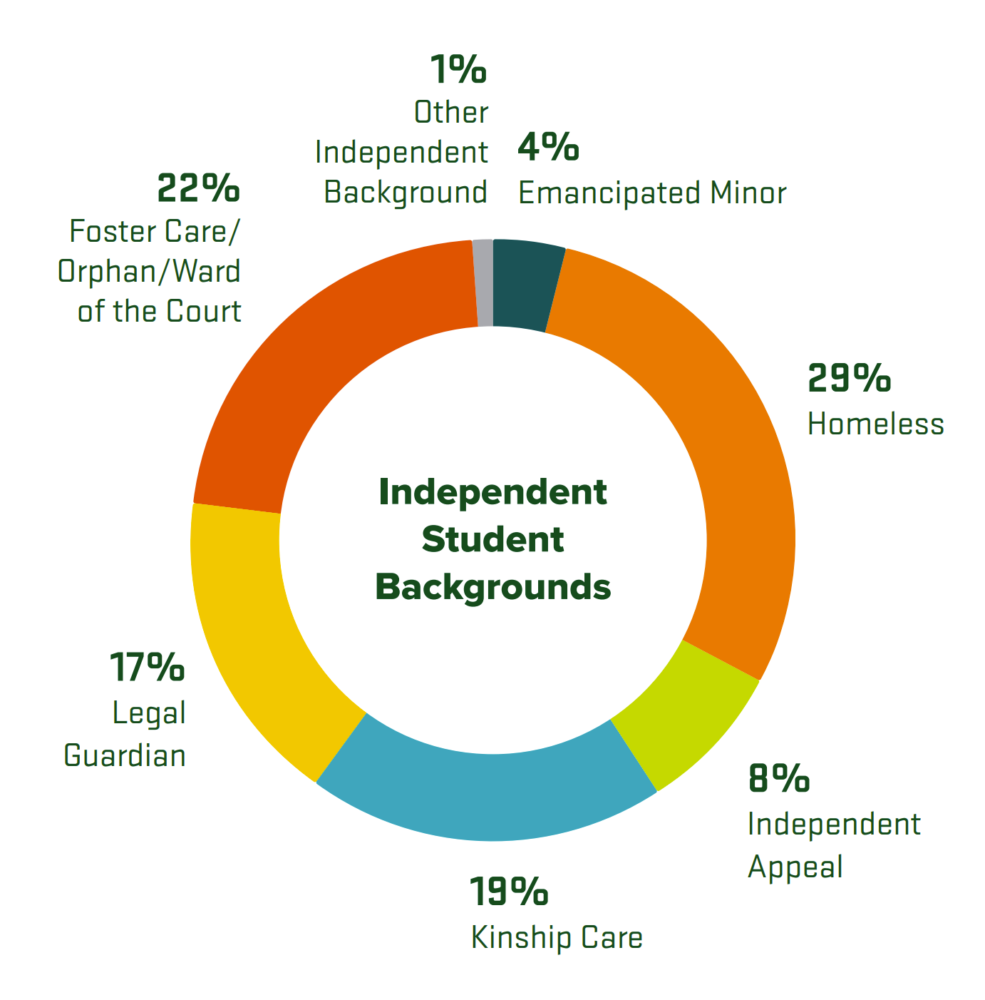 1%
Other
Independent
Background
4%
Emancipated Minor
22%
Foster Care/
Orphan/Ward
of the Court
29%
Homeless
Independent
Student
Backgrounds
17%
Legal
Guardian
8%
Independent
Appeal
19%
Kinship Care